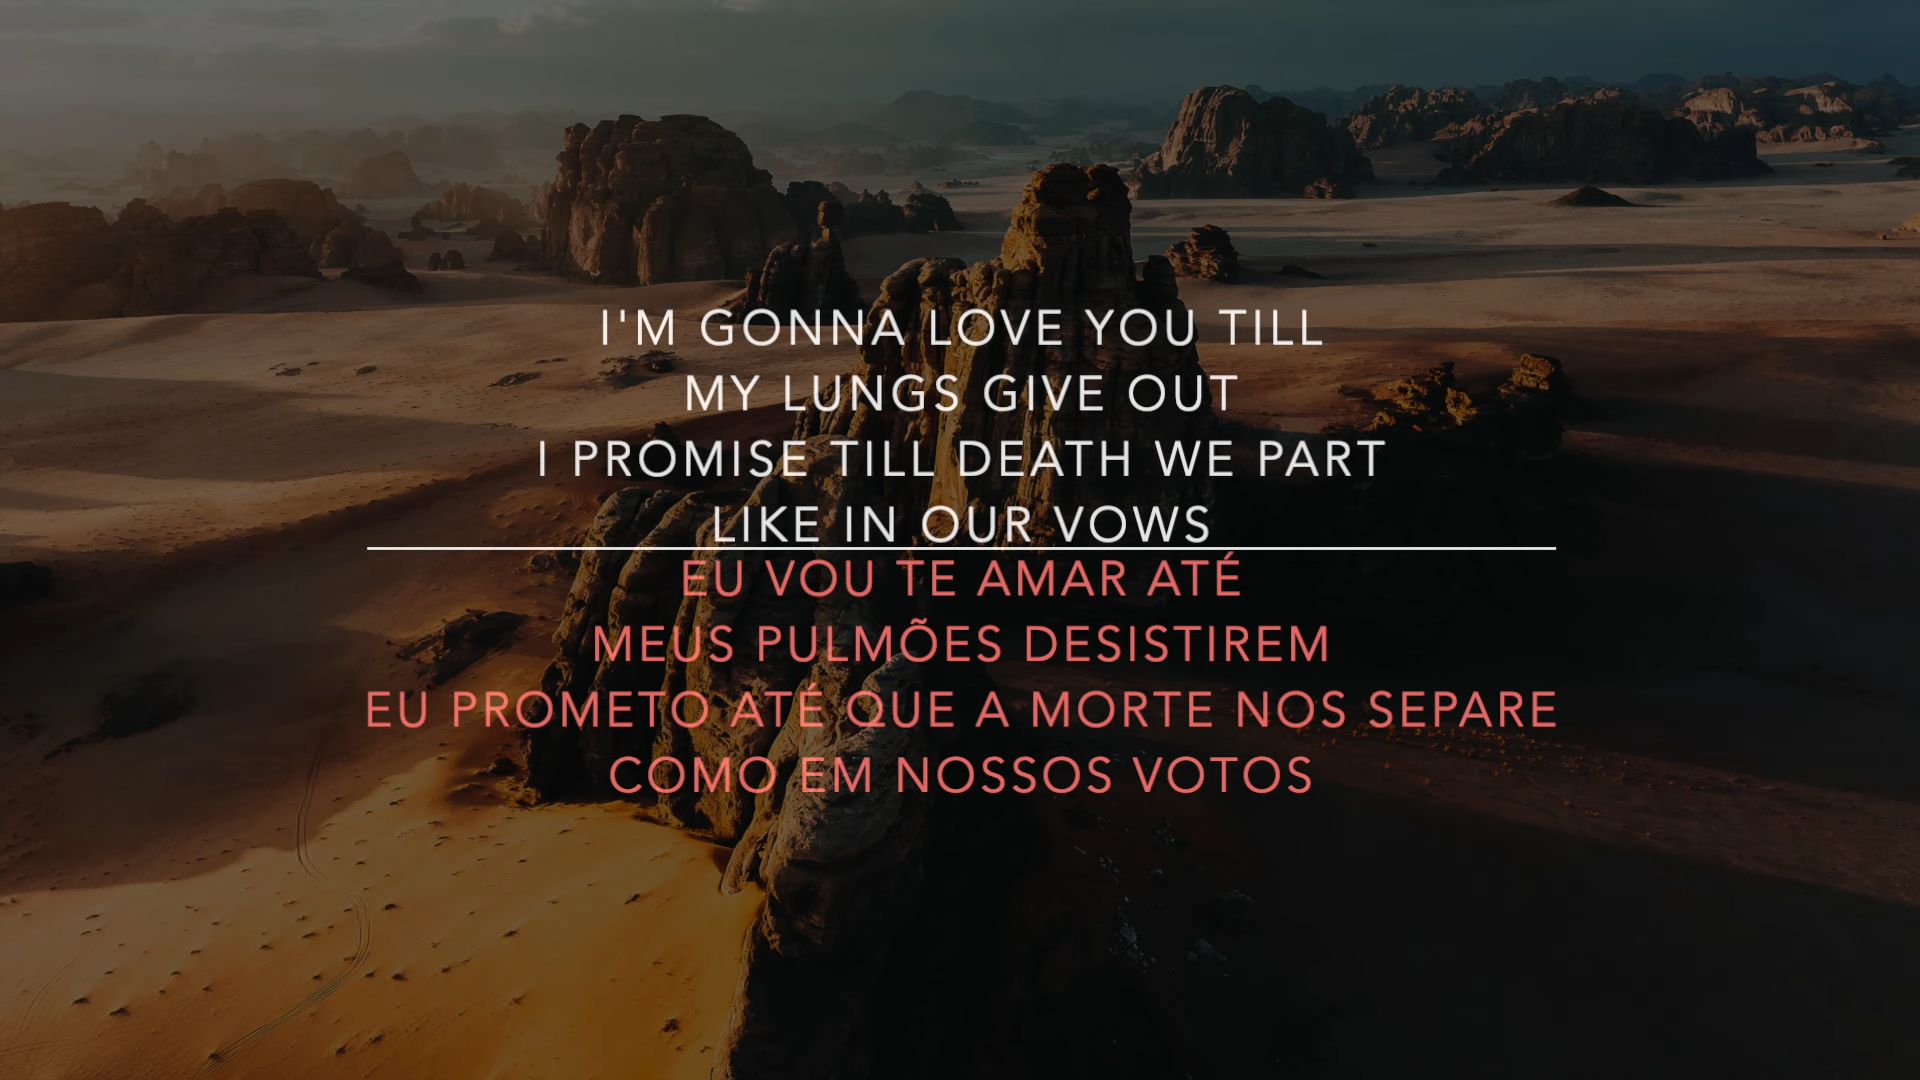 I'M GONNA LOVE YOU TILL
MY LUNGS GIVE OUT
I PROMISE TILL DEATH WE PART
LIKE IN OUR VOWS
EU VOU TE AMAR ATÉ
MEUS PULMÕES DESISTIREM
EU PROMETO ATÉ QUE A MORTE NOS SEPARE
COMO EM NOSSOS VOTOS